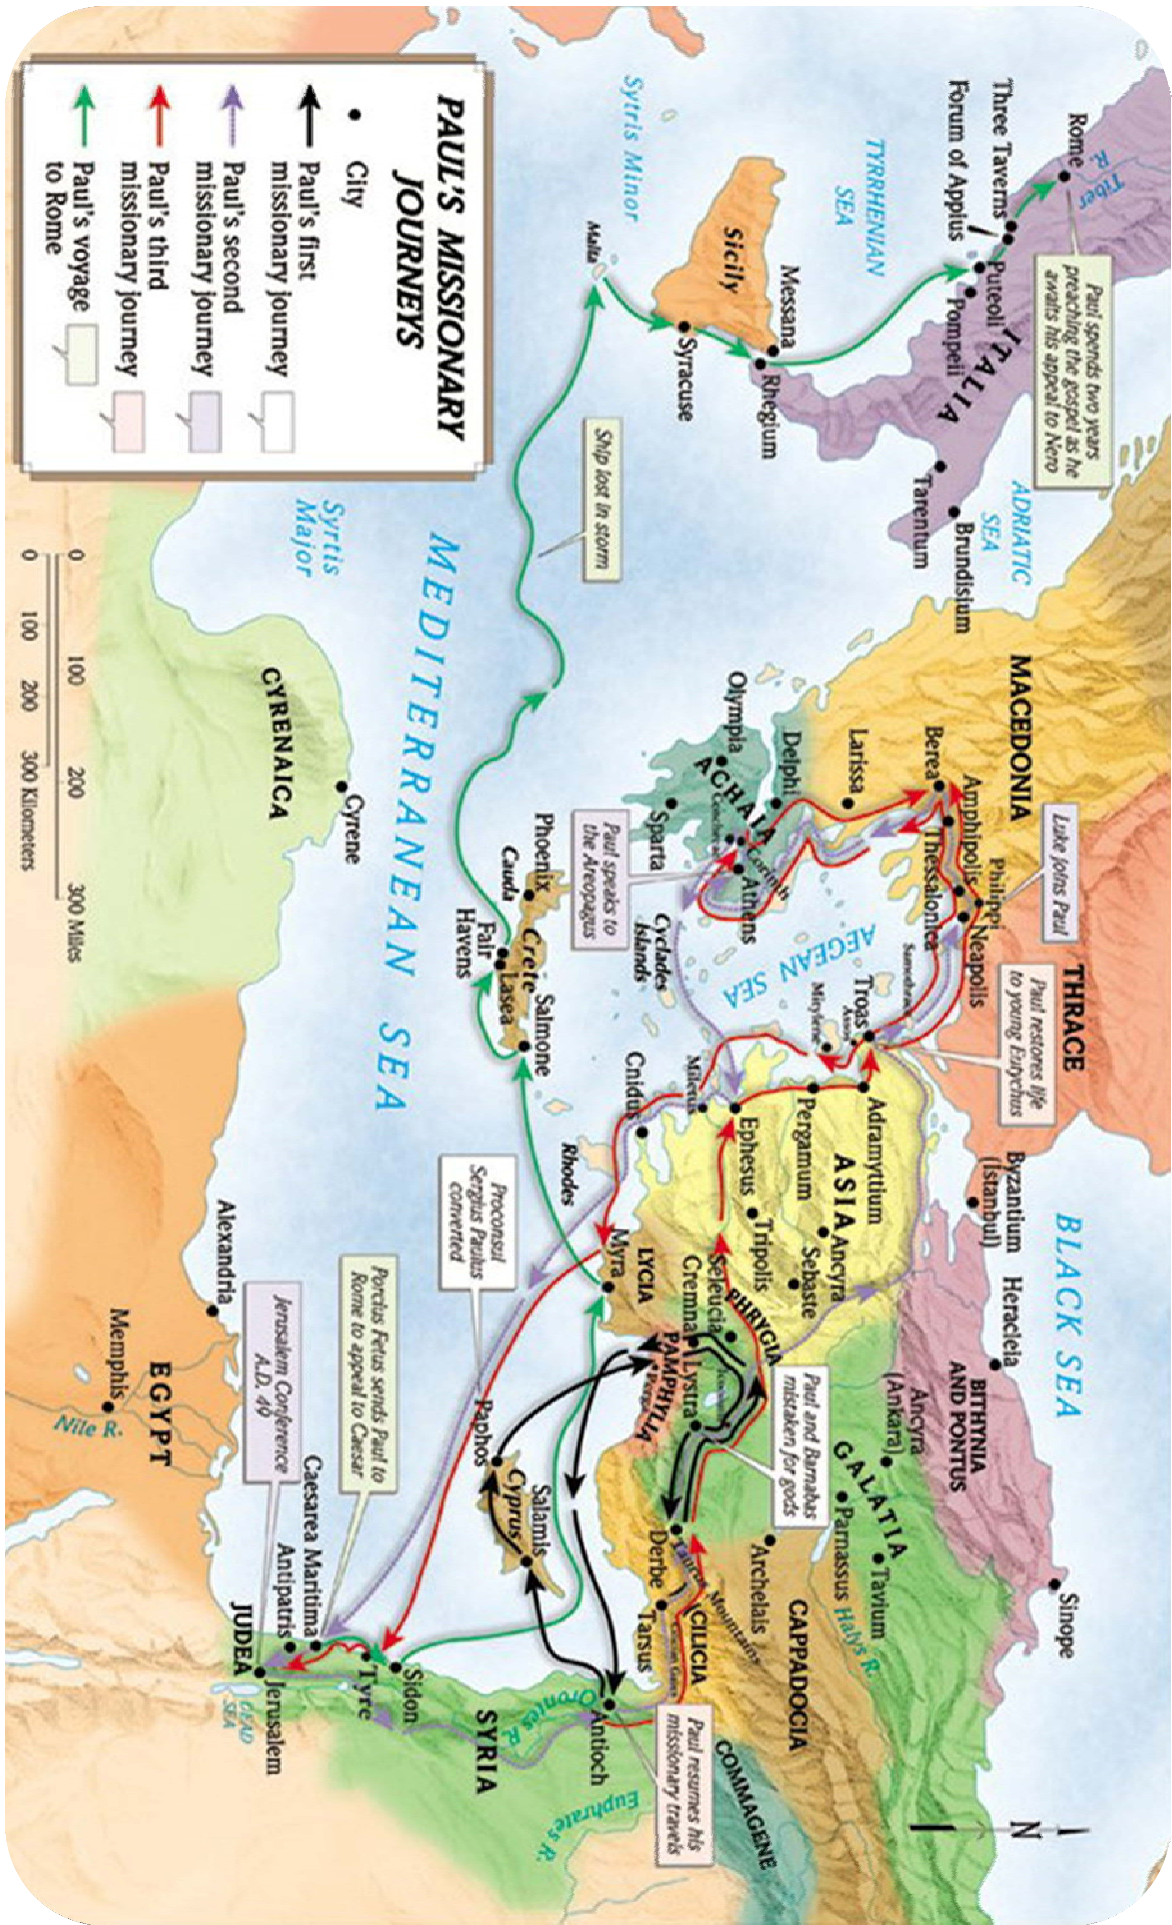 PAUL'S MISSIONARY
JOURNEYS
City
Paul's first
missionary journey
Paul's second
missionary journey
Paul's third
missionary journey
Paul's voyage
to Rome
0
100
200
300 Miles
0
100
200
300 Kilometers
N
Rome
Tiber
R.
Three Taverns
Forum of Appius
Puteoli
Pompeii
ITALIA
Paul spends two years
preaching the gospel as he
awaits his appeal to Nero
TYRRHENIAN
SEA
Sytris Minor
Sicily
Messana
Rhegium
Syracuse
Malta
Tarentum
Brundisium
ADRIATIC
SEA
Ship lost in storm
Syrtis
Major
MEDITERRANEAN SEA
CYRENAICA
Cyrene
MACEDONIA
Berea
Amphipolis
Thessalonica
Philippi
Neapolis
Luke joins Paul
THRACE
Paul restores life
to young Eutychus
Larissa
Delphi
Olympia
ACHAIA
Cenchrea
Corinth
Athens
Sparta
Paul speaks to
the Areopagus
Cyclades
Islands
AEGEAN SEA
Samothrace
Troas
Assos
Mitylene
Phoenix
Cauda
Crete
Fair
Havens
Lasea
Salmone
Cnidus
Miletus
Rhodes
Ephesus
Pergamum
Adramyttium
ASIA
Tripolis
Ancyra
Sebaste
Byzantium
(Istanbul)
BLACK SEA
Heracleia
BITHYNIA
AND PONTUS
Sinope
Ancyra
(Ankara)
GALATIA
Parnassus
Tavium
Halys R.
Archelais
CAPPADOCIA
PHRYGIA
Seleucia
Cremna
Lystra
PAMPHYLIA
LYCIA
Myra
Paul and Barnabas
mistaken for gods
Derbe
Taurus Mountains
Tarsus
CILICIA
COMMAGENE
Paul resumes his
missionary travels
Antioch
Orontes R.
SYRIA
Euphrates R.
Proconsul
Sergius Paulus
converted
Paphos
Cyprus
Salamis
Porcius Fetus sends Paul to
Rome to appeal to Caesar
Jerusalem Conference
A.D. 49
Alexandria
Memphis
EGYPT
Nile R.
Caesarea Maritima
Antipatris
JUDEA
Jerusalem
DEAD
SEA
Tyre
Sidon